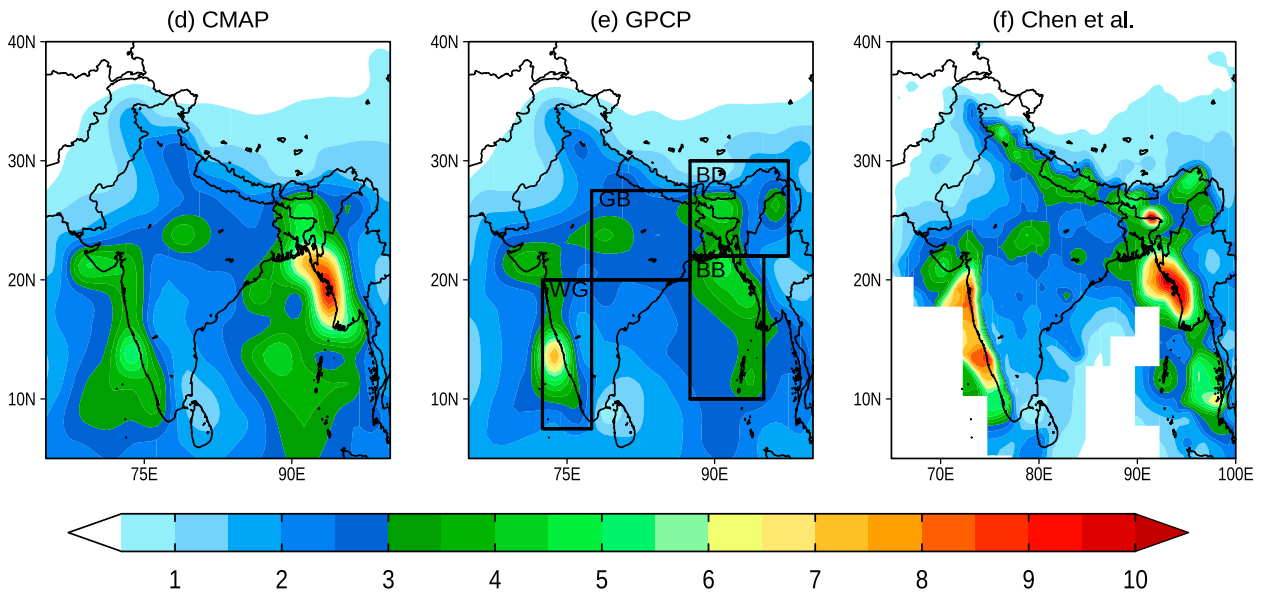 (d) CMAP
(e) GPCP
(f) Chen et al.
40N
30N
20N
10N
75E
90E
40N
30N
20N
10N
75E
90E
BD
GB
BB
WG
40N
30N
20N
10N
70E
80E
90E
100E
1 2 3 4 5 6 7 8 9 10